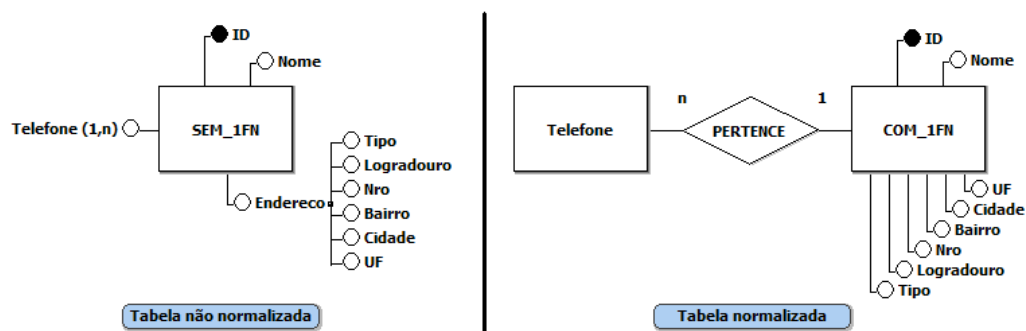 ID
Nome
Telefone (1,n)
SEM_1FN
Tipo
Logradouro
Nro
Endereco
Bairro
Cidade
UF
Tabela não normalizada
ID
Nome
n
1
Telefone
PERTENCE
COM_1FN
UF
Cidade
Bairro
Nro
Logradouro
Tipo
Tabela normalizada